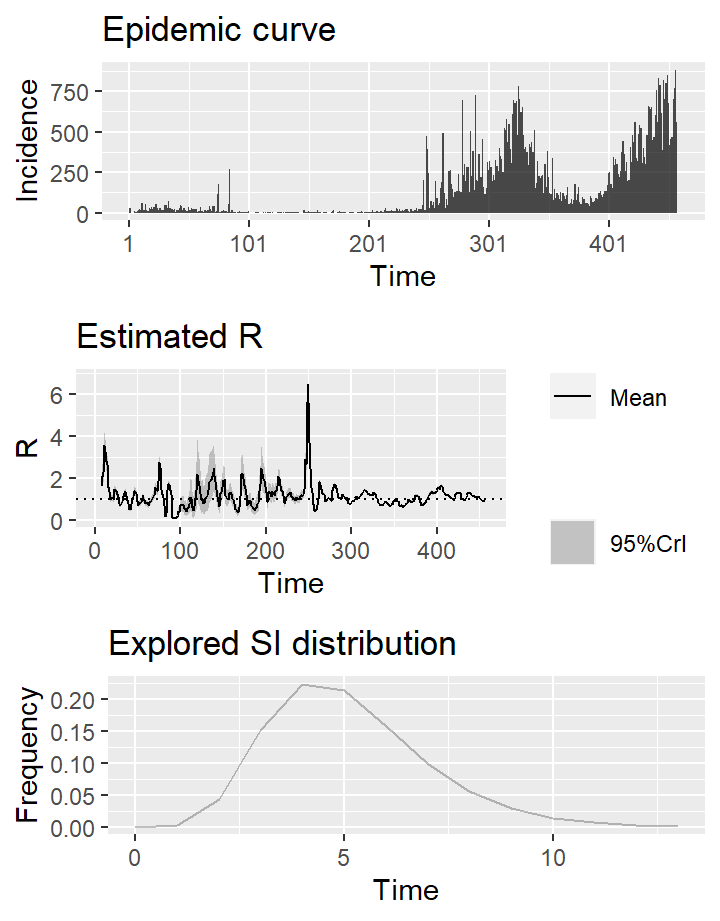 Epidemic curve
Incidence
750
500
250
0
1 101 201 301 401
Time
Estimated R
R
6
4
2
0
0 100 200 300 400
Time
Mean
95%CrI
Explored SI distribution
Frequency
0.20
0.15
0.10
0.05
0.00
0 5 10
Time